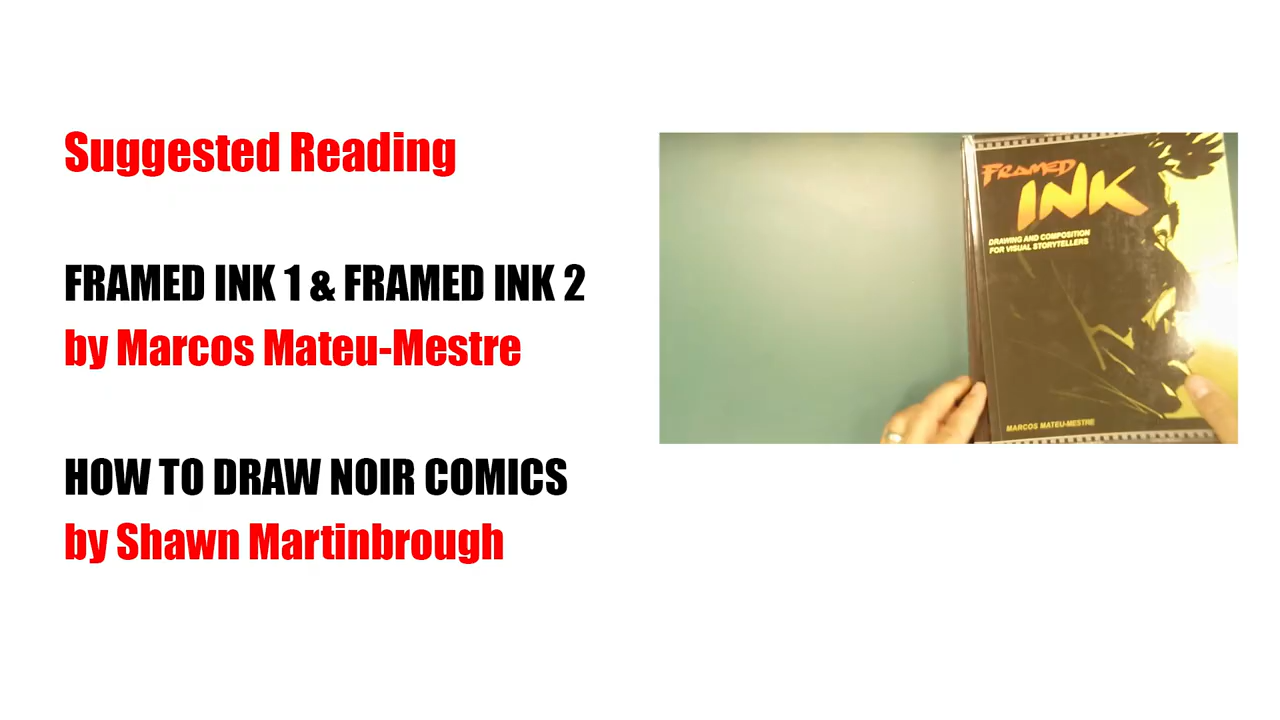 Suggested Reading
FRAMED INK 1 & FRAMED INK 2
by Marcos Mateu-Mestre
HOW TO DRAW NOIR COMICS
by Shawn Martinbrough
FRAMED
INK
DRAWING AND COMPOSITION
FOR VISUAL STORYTELLERS
MARCOS MATEU-MESTRE